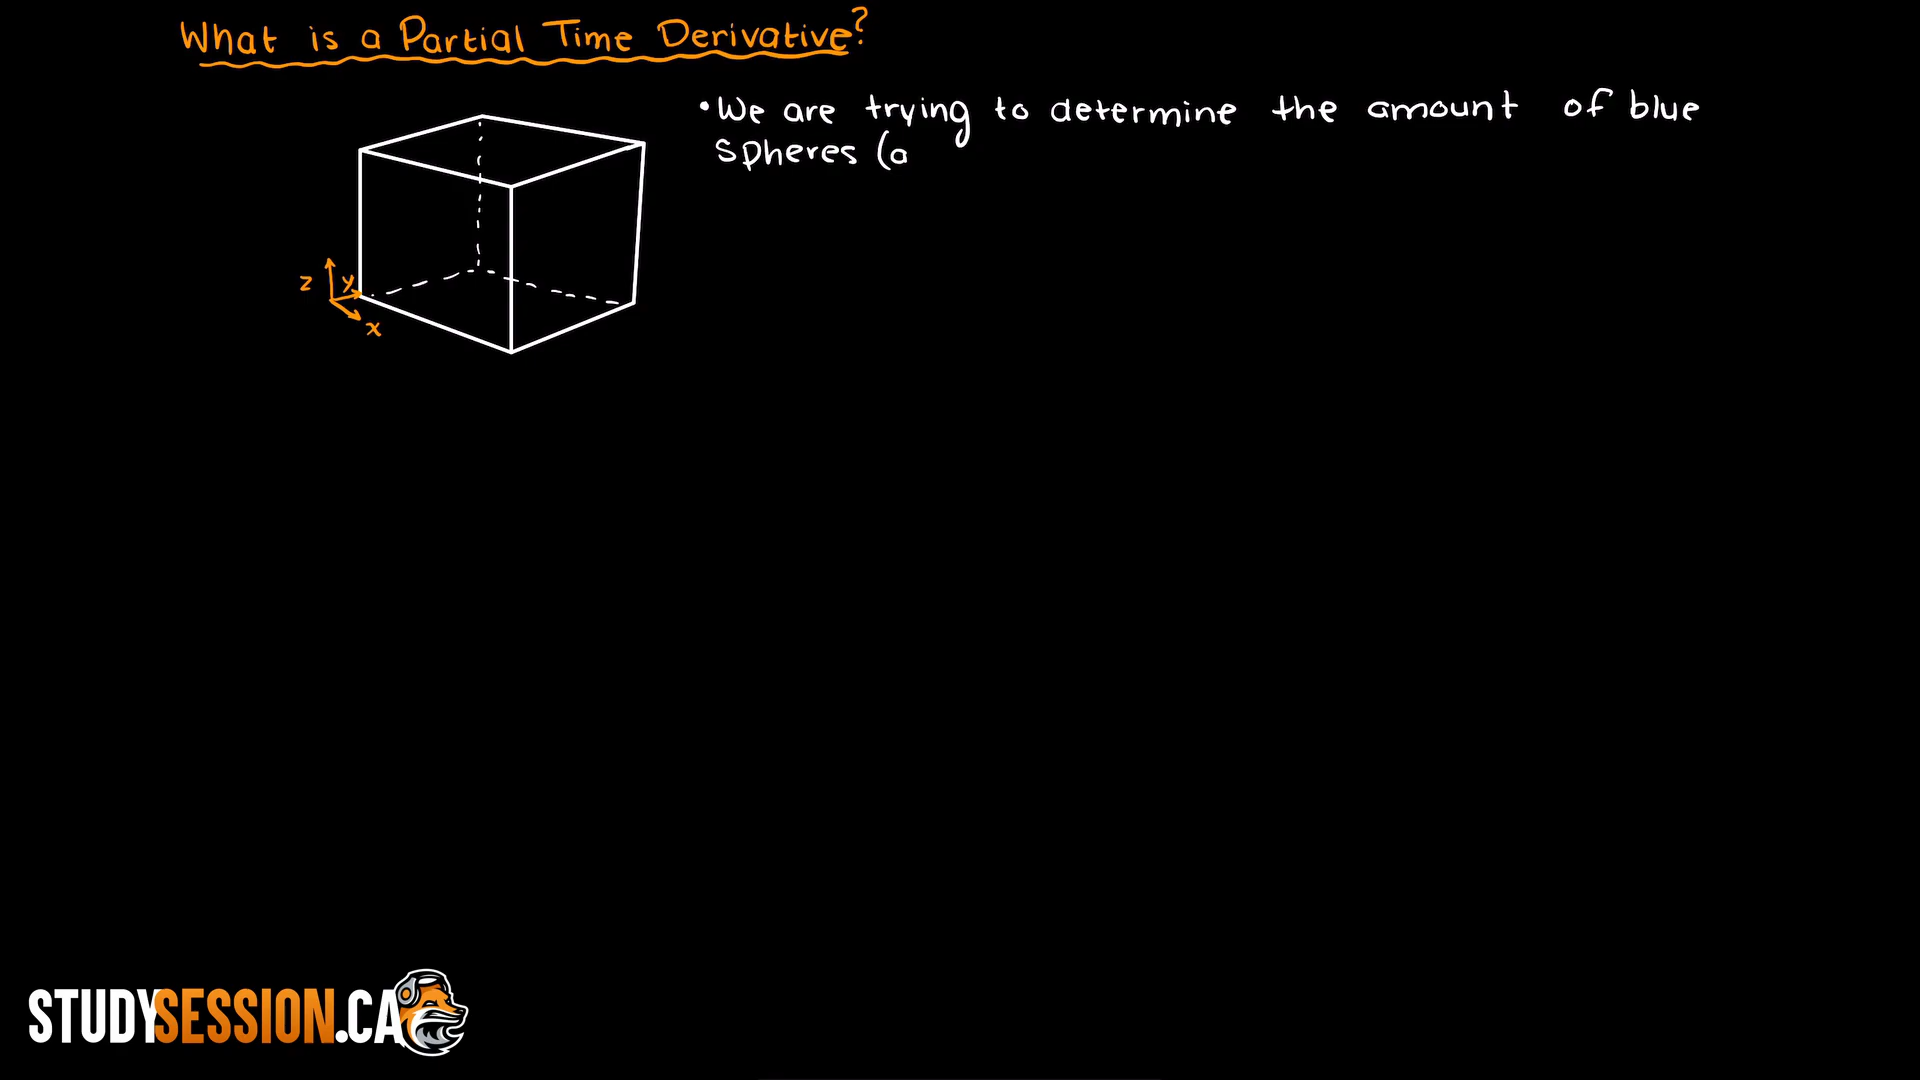 What is a Partial Time Derivative?
• We are trying to determine the amount of blue
spheres (a
z
y
x
STUDYSESSION.CA